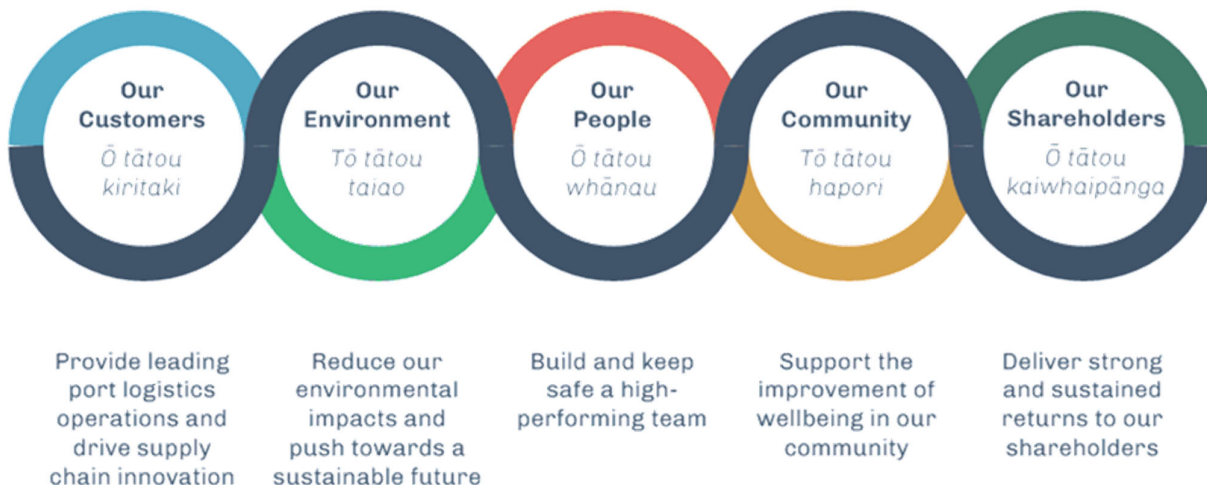 Our
Customers
Ō tātou
kiritaki
Our
Environment
Tō tātou
taiao
Our
People
Ō tātou
whānau
Our
Community
Tō tātou
hapori
Our
Shareholders
Ō tātou
kaiwhaipānga
Provide leading
port logistics
operations and
drive supply
chain innovation
Reduce our
environmental
impacts and
push towards a
sustainable future
Build and keep
safe a high-
performing team
Support the
improvement of
wellbeing in our
community
Deliver strong
and sustained
returns to our
shareholders